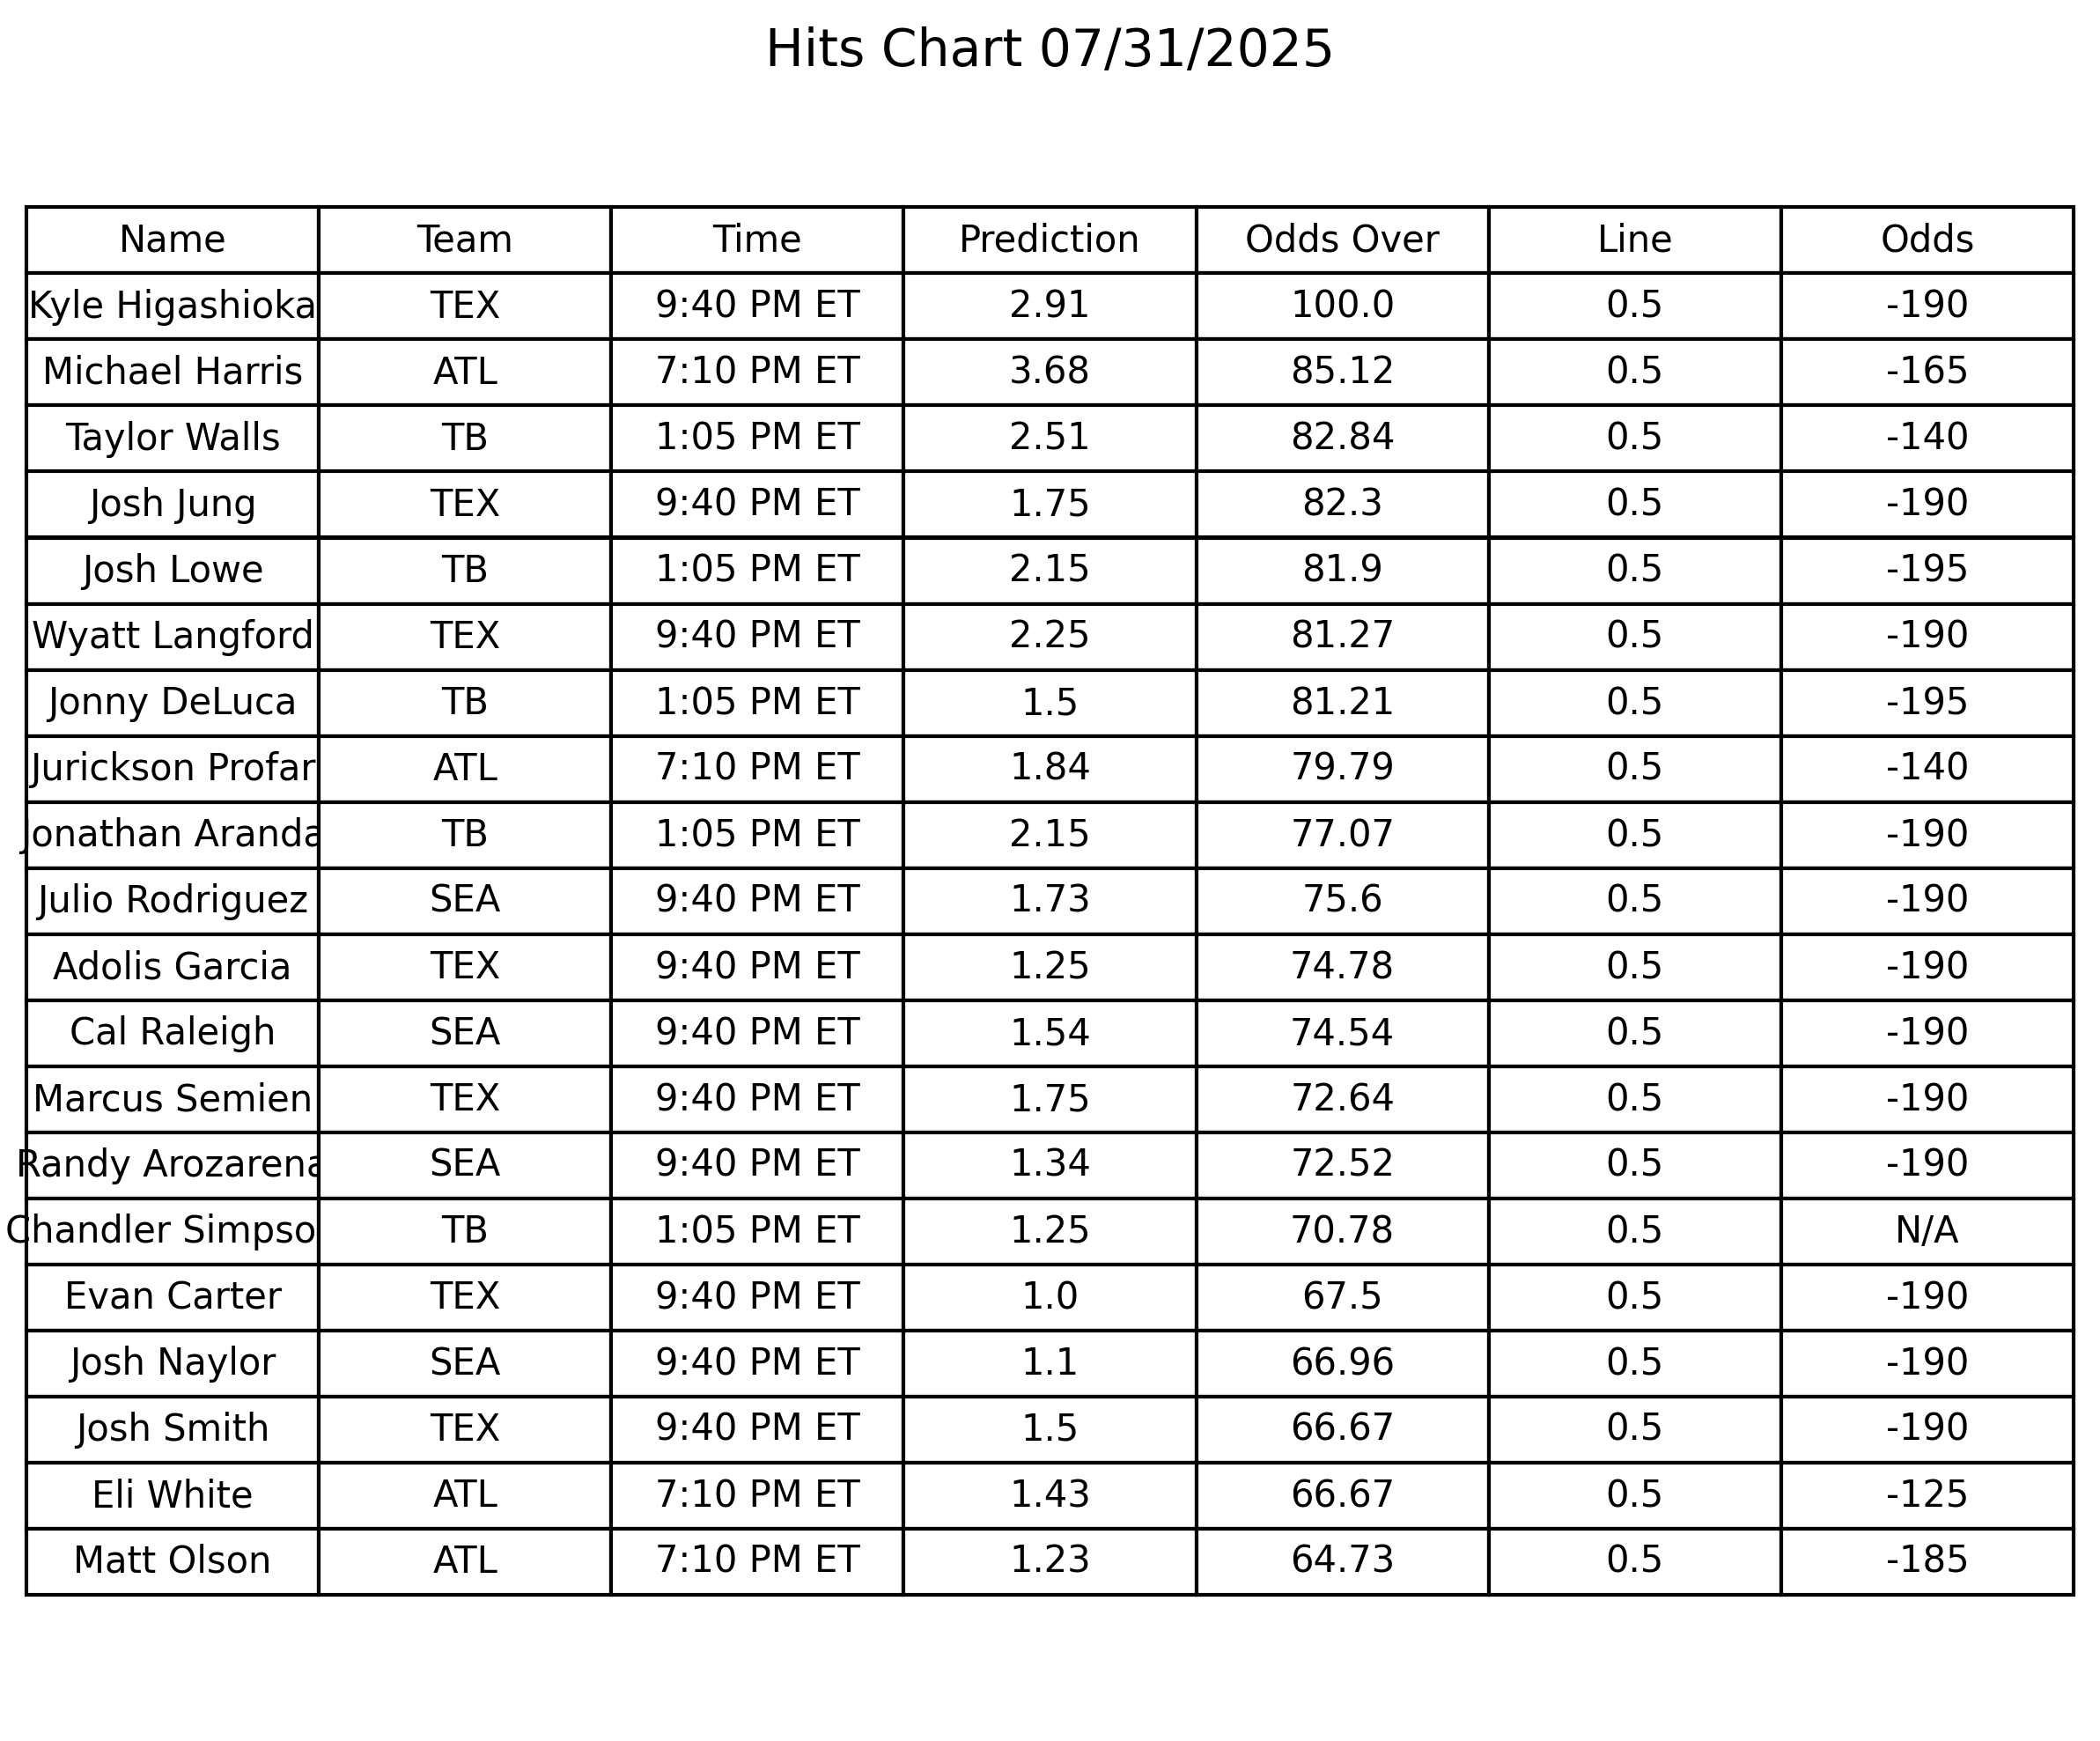 Hits Chart 07/31/2025
Name Team Time Prediction Odds Over Line Odds
Kyle Higashioka TEX 9:40 PM ET 2.91 100.0 0.5 -190
Michael Harris ATL 7:10 PM ET 3.68 85.12 0.5 -165
Taylor Walls TB 1:05 PM ET 2.51 82.84 0.5 -140
Josh Jung TEX 9:40 PM ET 1.75 82.3 0.5 -190
Josh Lowe TB 1:05 PM ET 2.15 81.9 0.5 -195
Wyatt Langford TEX 9:40 PM ET 2.25 81.27 0.5 -190
Jonny DeLuca TB 1:05 PM ET 1.5 81.21 0.5 -195
Jurickson Profar ATL 7:10 PM ET 1.84 79.79 0.5 -140
Jonathan Aranda TB 1:05 PM ET 2.15 77.07 0.5 -190
Julio Rodriguez SEA 9:40 PM ET 1.73 75.6 0.5 -190
Adolis Garcia TEX 9:40 PM ET 1.25 74.78 0.5 -190
Cal Raleigh SEA 9:40 PM ET 1.54 74.54 0.5 -190
Marcus Semien TEX 9:40 PM ET 1.75 72.64 0.5 -190
Randy Arozarena SEA 9:40 PM ET 1.34 72.52 0.5 -190
Chandler Simpso TB 1:05 PM ET 1.25 70.78 0.5 N/A
Evan Carter TEX 9:40 PM ET 1.0 67.5 0.5 -190
Josh Naylor SEA 9:40 PM ET 1.1 66.96 0.5 -190
Josh Smith TEX 9:40 PM ET 1.5 66.67 0.5 -190
Eli White ATL 7:10 PM ET 1.43 66.67 0.5 -125
Matt Olson ATL 7:10 PM ET 1.23 64.73 0.5 -185